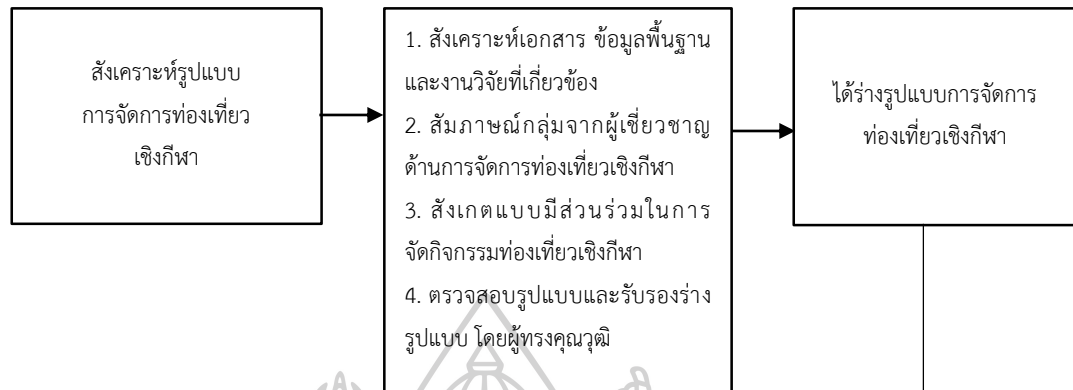 สังเคราะห์รูปแบบ
การจัดการท่องเที่ยว
เชิงกีฬา
1. สังเคราะห์เอกสาร ข้อมูลพื้นฐาน
และงานวิจัยที่เกี่ยวข้อง
2. สัมภาษณ์กลุ่มจากผู้เชี่ยวชาญ
ด้านการจัดการท่องเที่ยวเชิงกีฬา
3. สังเกตแบบมีส่วนร่วมในการ
จัดกิจกรรมท่องเที่ยวเชิงกีฬา
4. ตรวจสอบรูปแบบและรับรองร่าง
รูปแบบ โดยผู้ทรงคุณวุฒิ
ได้ร่างรูปแบบการจัดการ
ท่องเที่ยวเชิงกีฬา